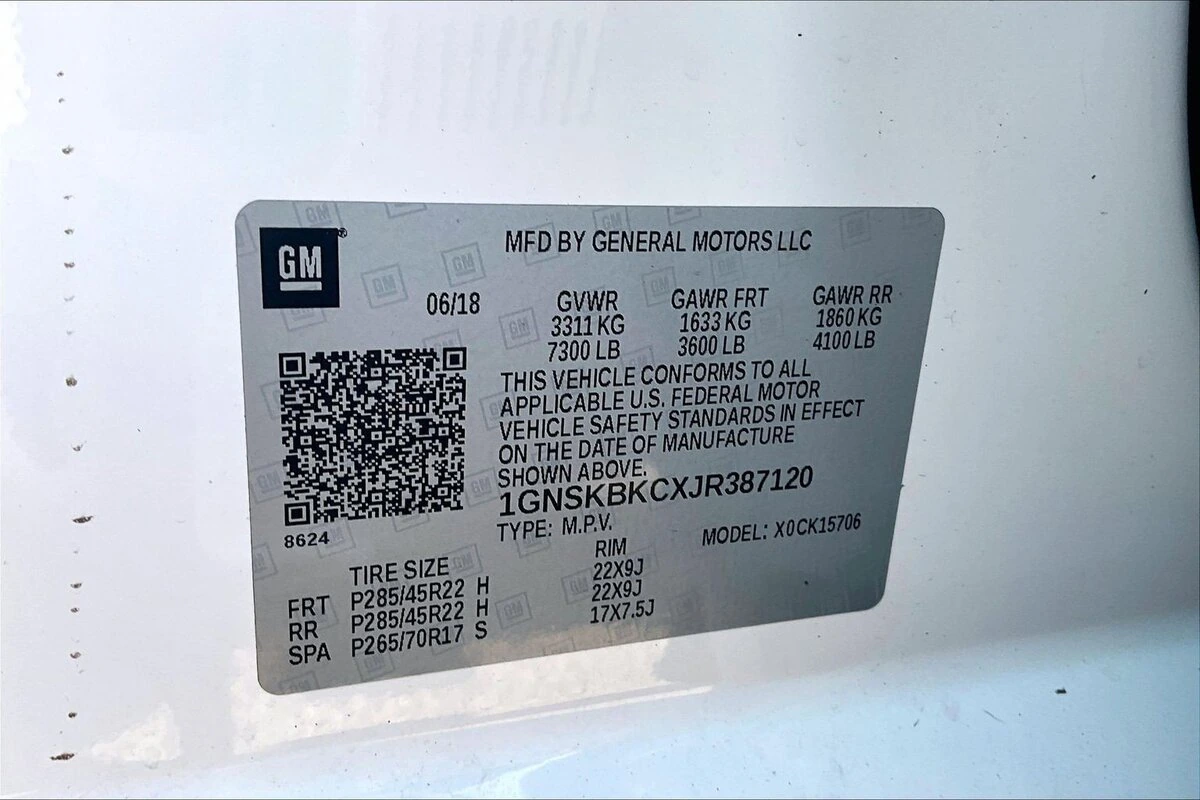 GM
MFD BY GENERAL MOTORS LLC
06/18
GVWR GAWR FRT GAWR RR
3311 KG 1633 KG 1860 KG
7300 LB 3600 LB 4100 LB
THIS VEHICLE CONFORMS TO ALL
APPLICABLE U.S. FEDERAL MOTOR
VEHICLE SAFETY STANDARDS IN EFFECT
ON THE DATE OF MANUFACTURE
SHOWN ABOVE.
1GNSKBKCXJR387120
TYPE: M.P.V. MODEL: X0CK15706
8624
TIRE SIZE RIM
FRT P285/45R22 H 22X9J
RR P285/45R22 H 22X9J
SPA P265/70R17 S 17X7.5J